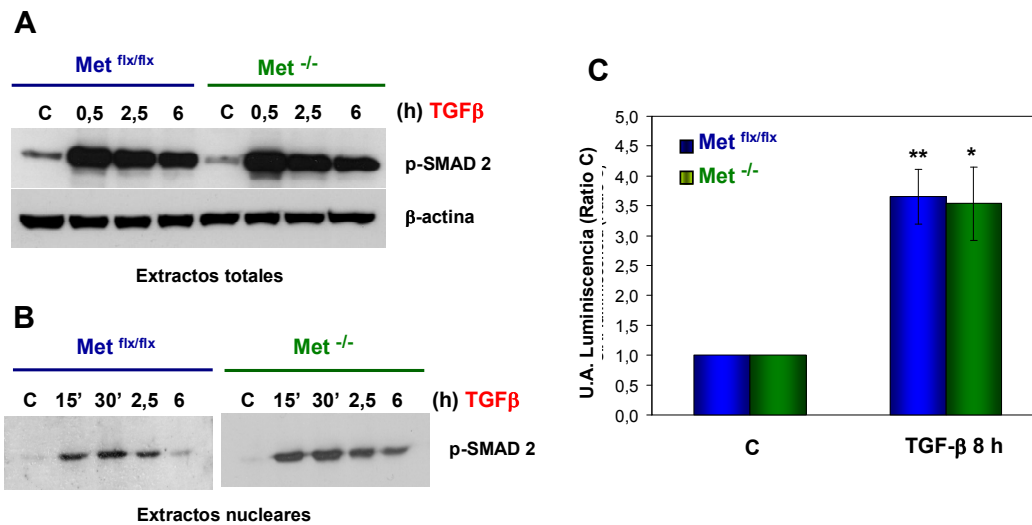 A
Met flx/flx Met -/-
C 0,5 2,5 6 C 0,5 2,5 6 (h) TGFβ
p-SMAD 2
β-actina
Extractos totales
B
Met flx/flx Met -/-
C 15’ 30’ 2,5 6 C 15’ 30’ 2,5 6 (h) TGFβ
p-SMAD 2
Extractos nucleares
C
U.A. Luminiscencia (Ratio C)
5,0
4,5
4,0
3,5
3,0
2,5
2,0
1,5
1,0
0,5
0,0
Met flx/flx
Met -/-
** *
C TGF-β 8 h